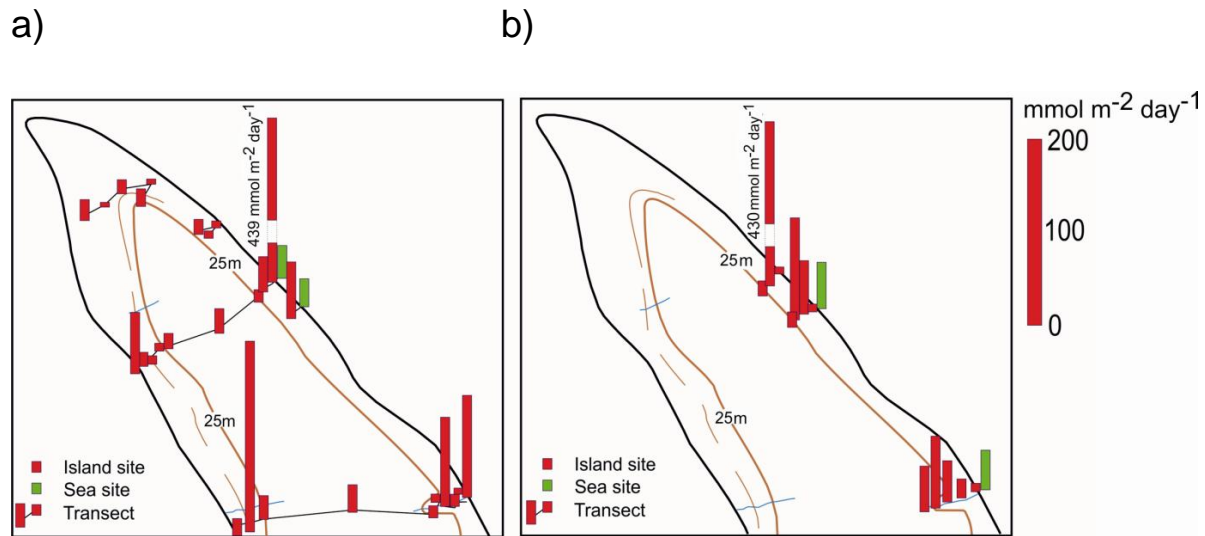 a)
b)
mmol m-2 day-1
200
100
0
439 mmol m-2 day-1
25m
25m
Island site
Sea site
Transect
430 mmol m-2 day-1
25m
25m
Island site
Sea site
Transect